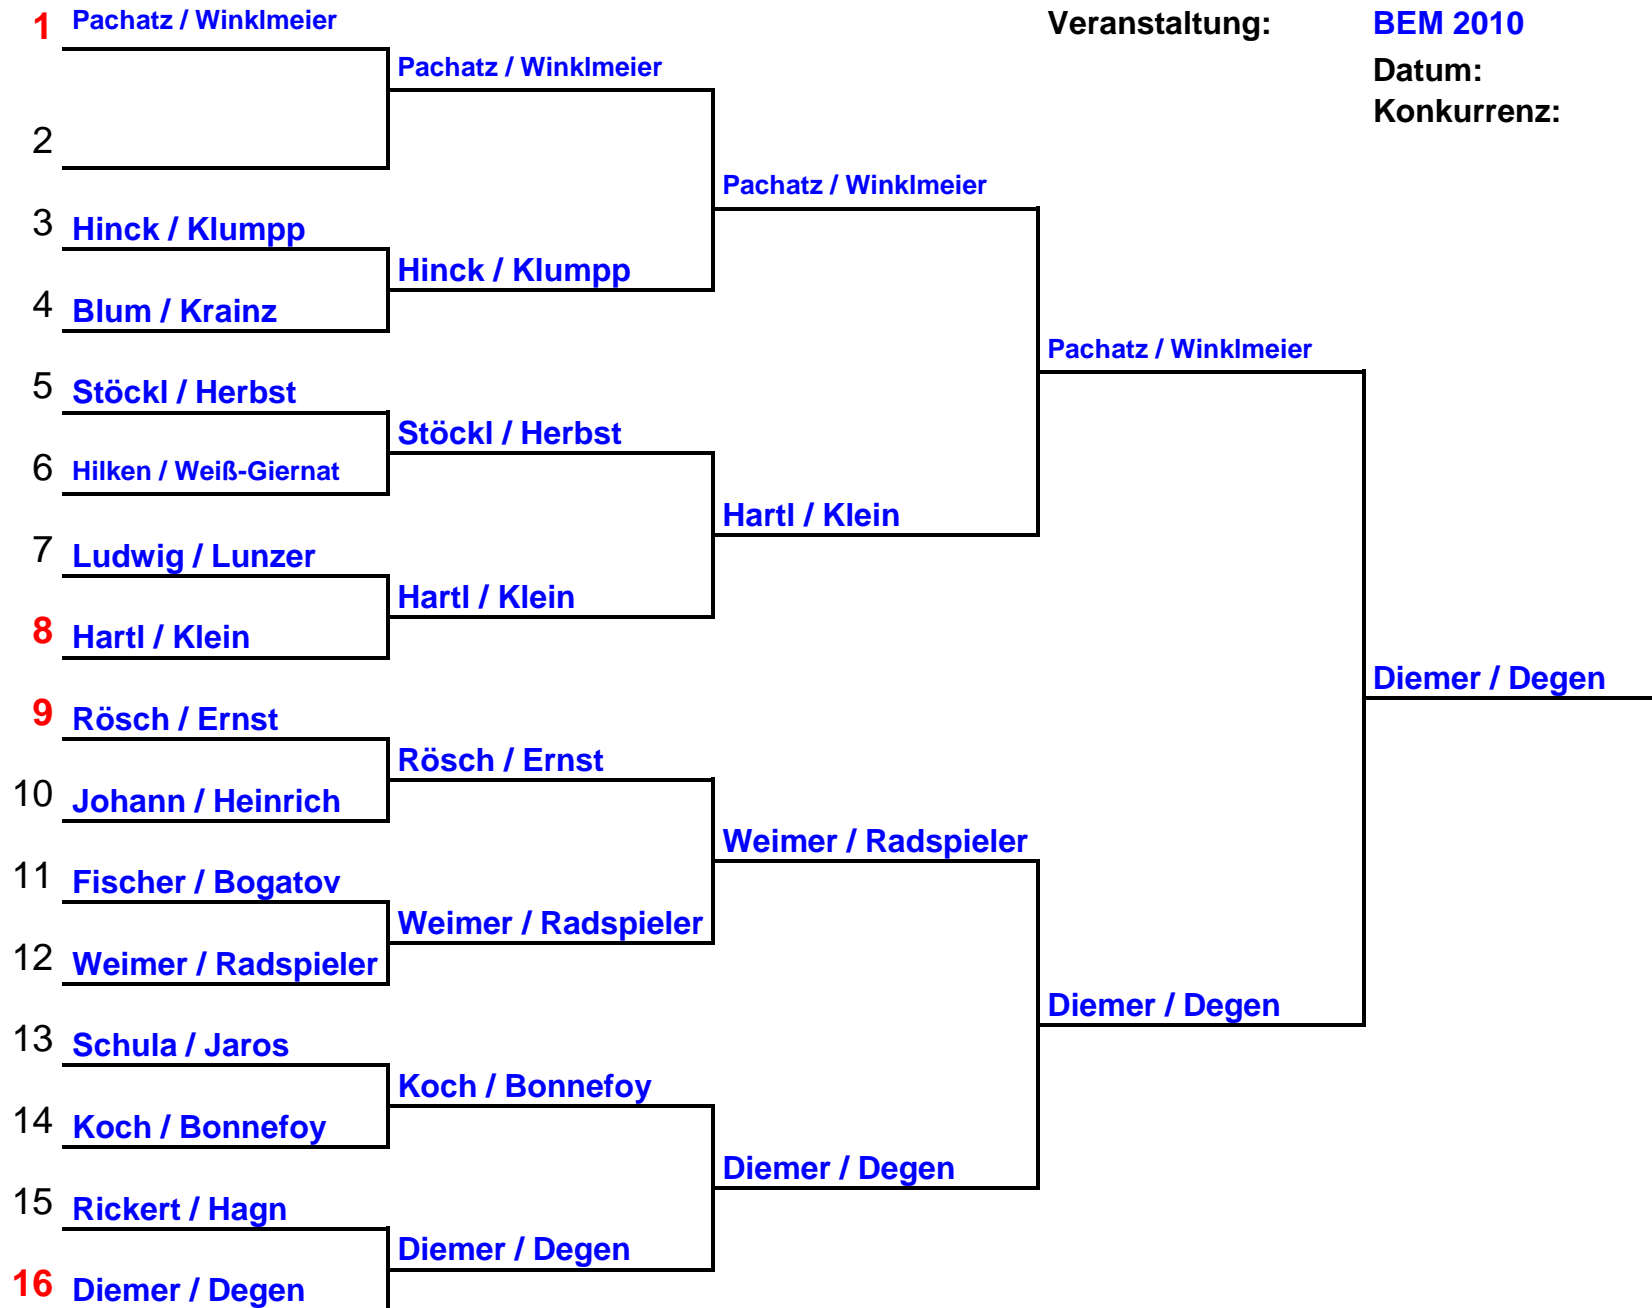 1 Pachatz / Winklmeier
Veranstaltung: BEM 2010
Pachatz / Winklmeier
Datum:
Konkurrenz:
2
Pachatz / Winklmeier
3 Hinck / Klumpp
Hinck / Klumpp
4 Blum / Krainz
Pachatz / Winklmeier
5 Stöckl / Herbst
Stöckl / Herbst
6 Hilken / Weiß-Giernat
Hartl / Klein
7 Ludwig / Lunzer
Hartl / Klein
8 Hartl / Klein
Diemer / Degen
9 Rösch / Ernst
Rösch / Ernst
10 Johann / Heinrich
Weimer / Radspieler
11 Fischer / Bogatov
Weimer / Radspieler
12 Weimer / Radspieler
Diemer / Degen
13 Schula / Jaros
Koch / Bonnefoy
14 Koch / Bonnefoy
Diemer / Degen
15 Rickert / Hagn
Diemer / Degen
16 Diemer / Degen